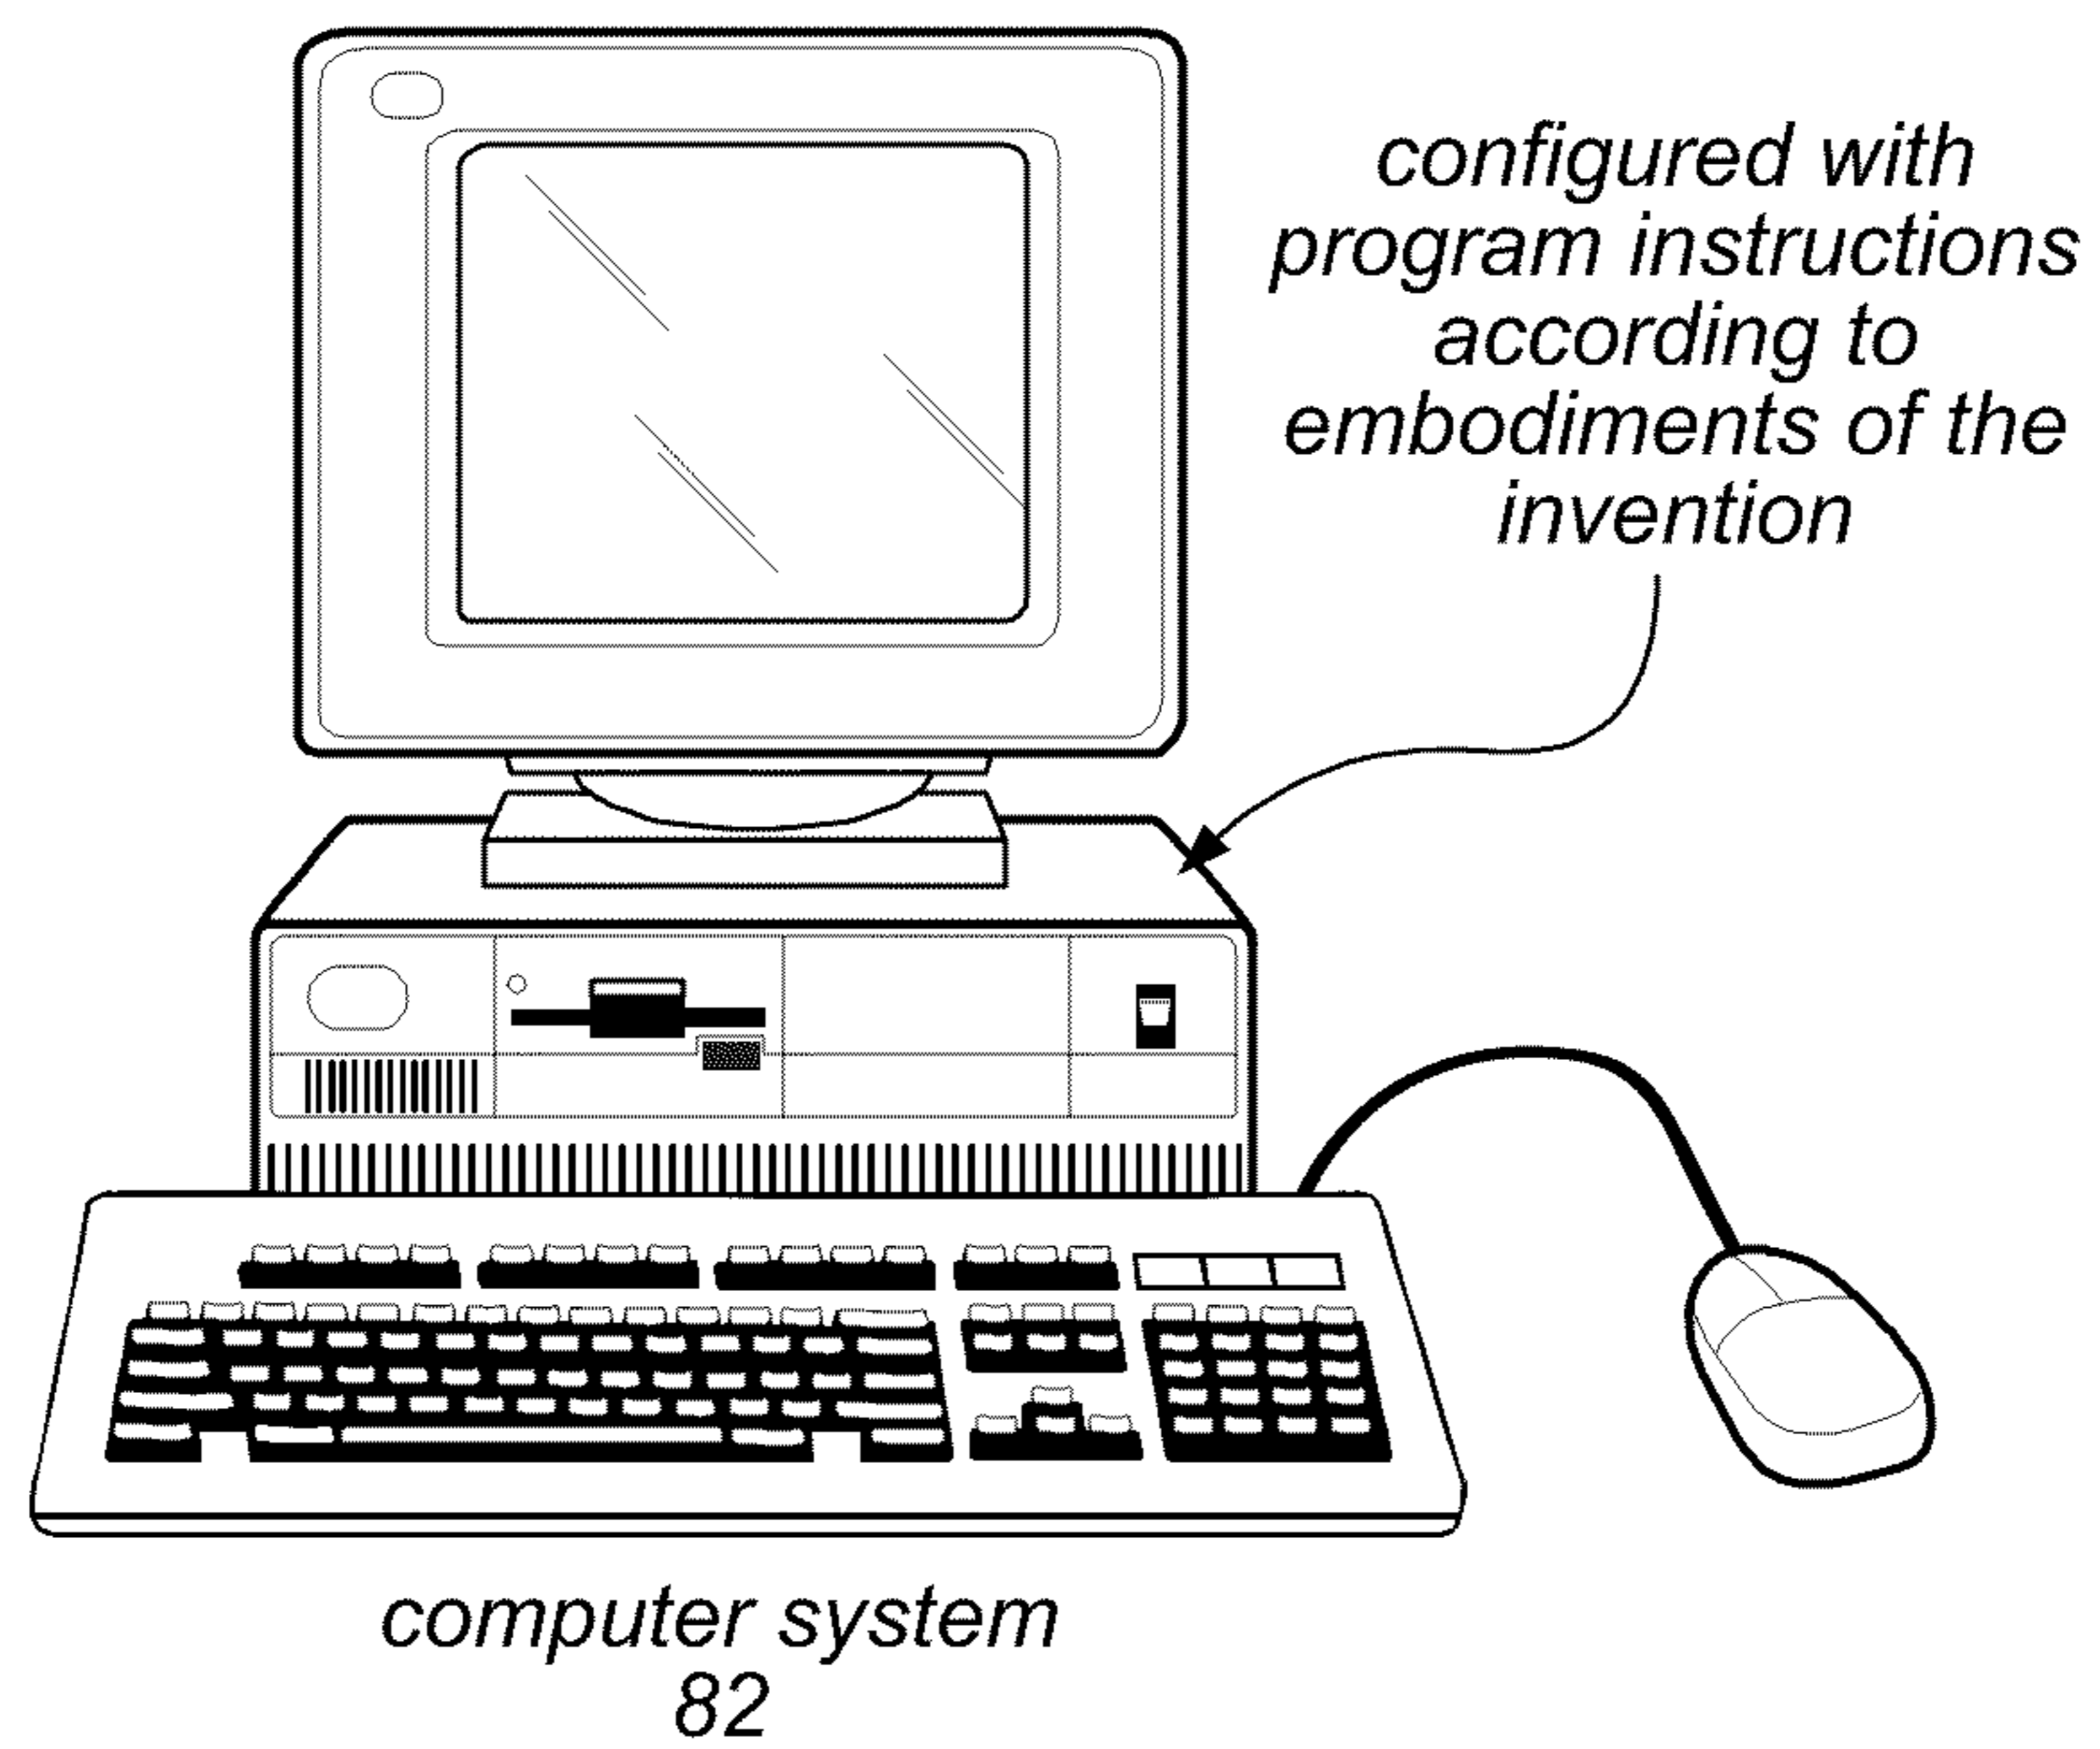 configured with
program instructions
according to
embodiments of the
invention
computer system
82